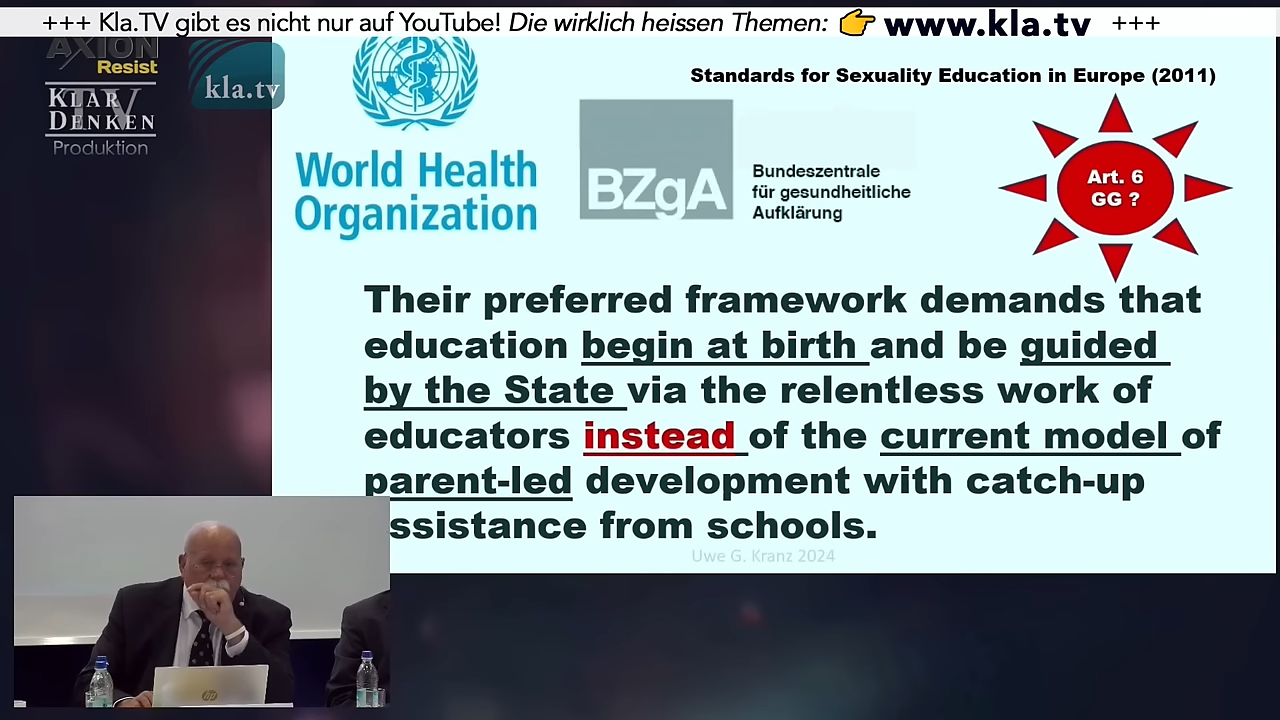 +++ Kla.TV gibt es nicht nur auf YouTube! Die wirklich heissen Themen: 👉 www.kla.tv +++
AXION
Resist
KLAR
TV
DENKEN
Produktion
kla.tv
Standards for Sexuality Education in Europe (2011)
World Health
Organization
BZgA
Bundeszentrale
für gesundheitliche
Aufklärung
Art. 6
GG ?
Their preferred framework demands that
education begin at birth and be guided
by the State via the relentless work of
educators instead of the current model of
parent-led development with catch-up
ssistance from schools.
Uwe G. Kranz 2024
hp